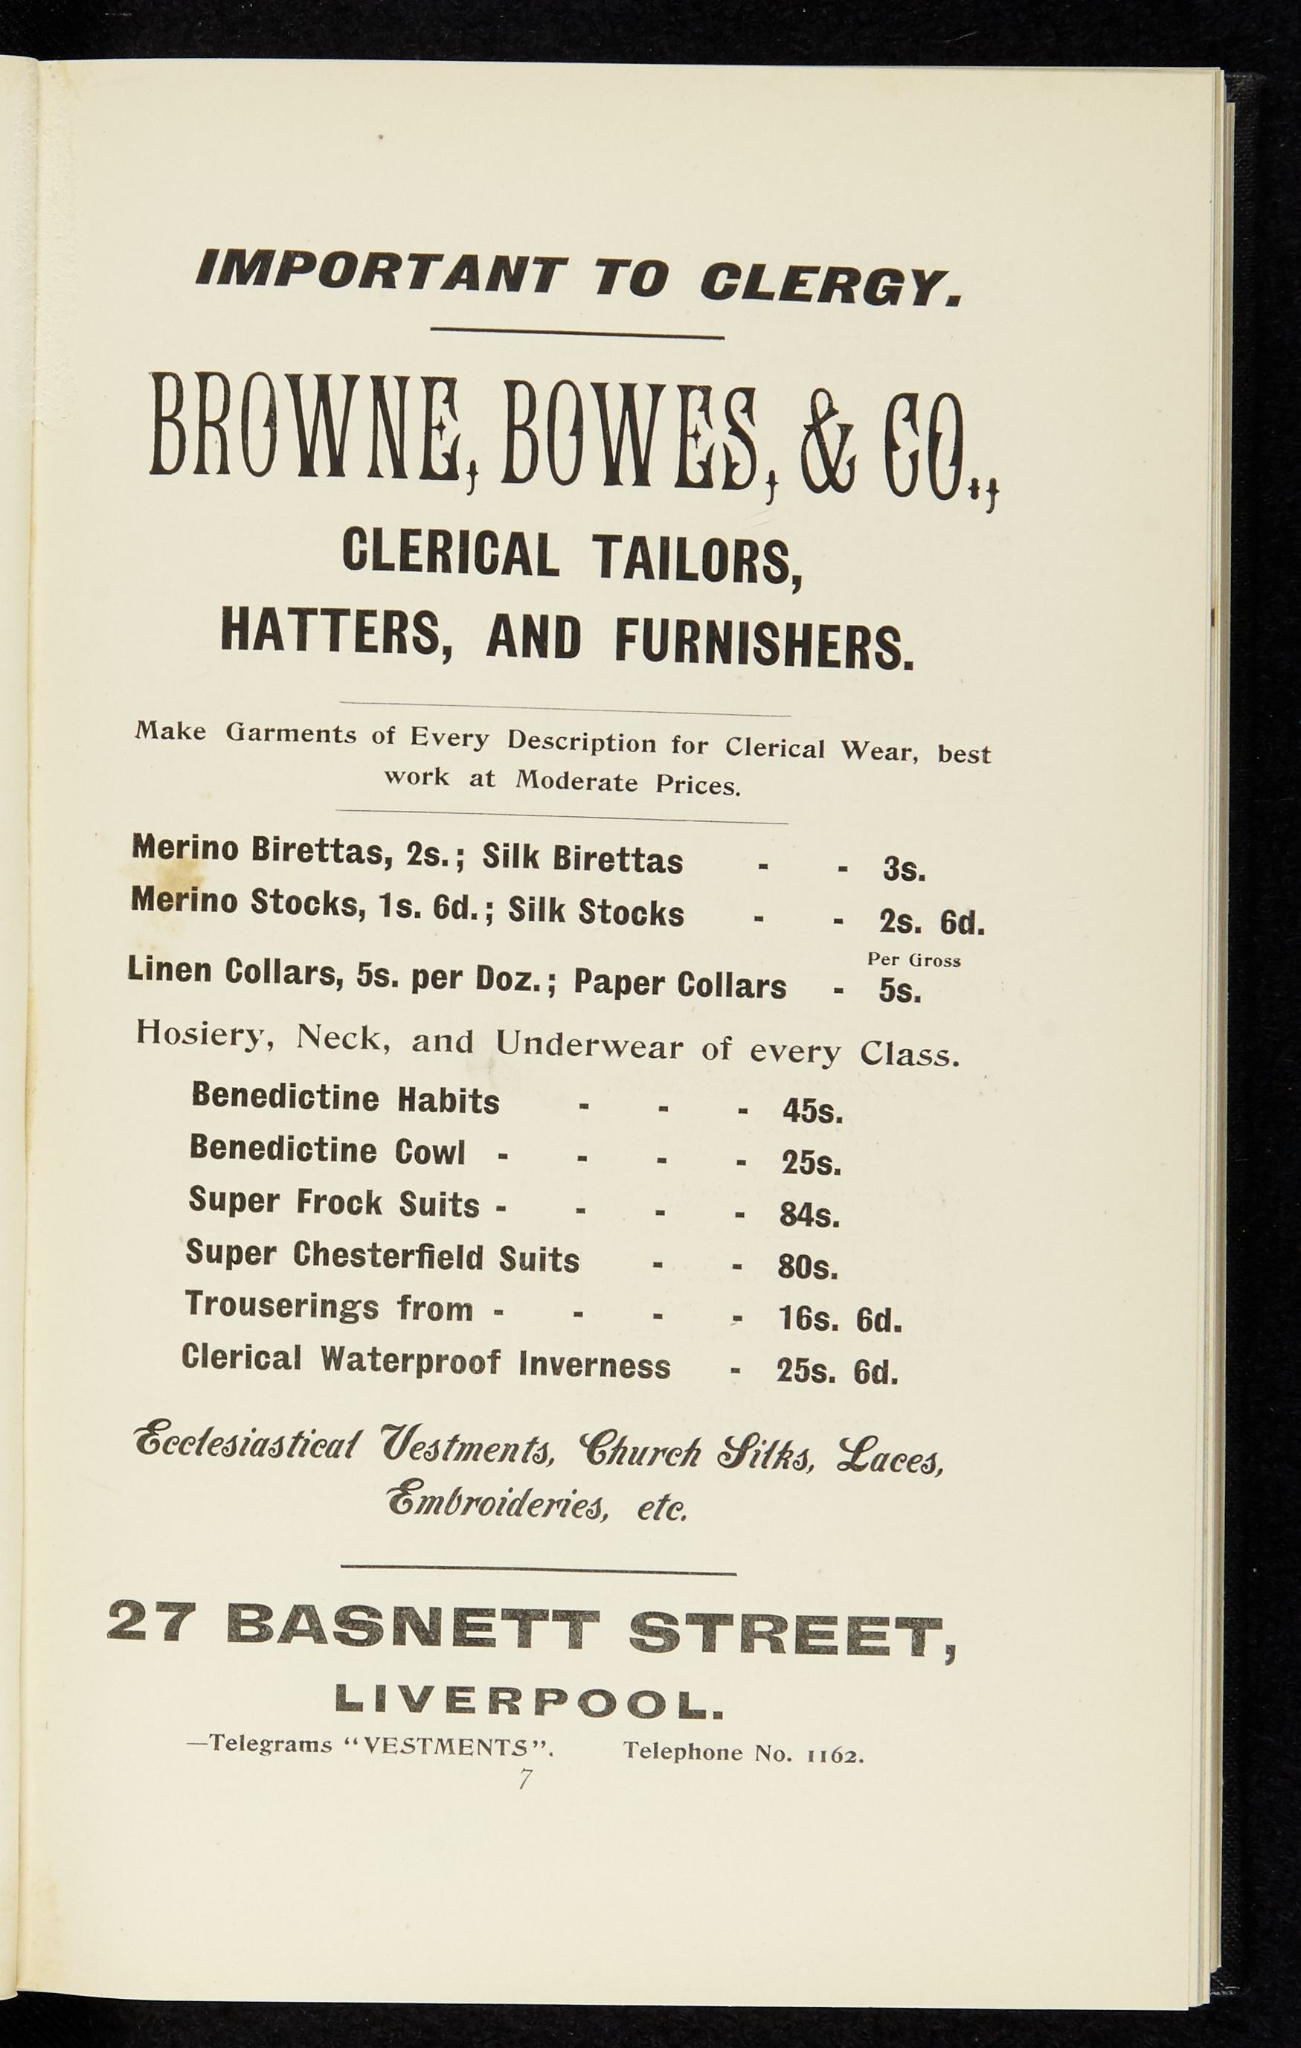 IMPORTANT TO CLERGY.
BROWNE, BOWES, & CO.,
CLERICAL TAILORS,
HATTERS, AND FURNISHERS.
Make Garments of Every Description for Clerical Wear, best
work at Moderate Prices.
Merino Birettas, 2s.; Silk Birettas - - 3s.
Merino Stocks, 1s. 6d.; Silk Stocks - - 2s. 6d.
Per Gross
Linen Collars, 5s. per Doz.; Paper Collars - 5s.
Hosiery, Neck, and Underwear of every Class.
Benedictine Habits - - - 45s.
Benedictine Cowl - - - - 25s.
Super Frock Suits - - - - 84s.
Super Chesterfield Suits - - 80s.
Trouserings from - - - - 16s. 6d.
Clerical Waterproof Inverness - 25s. 6d.
Ecclesiastical Vestments, Church Silks, Laces,
Embroideries, etc.
27 BASNETT STREET,
LIVERPOOL.
—Telegrams “VESTMENTS”. Telephone No. 1162.
7